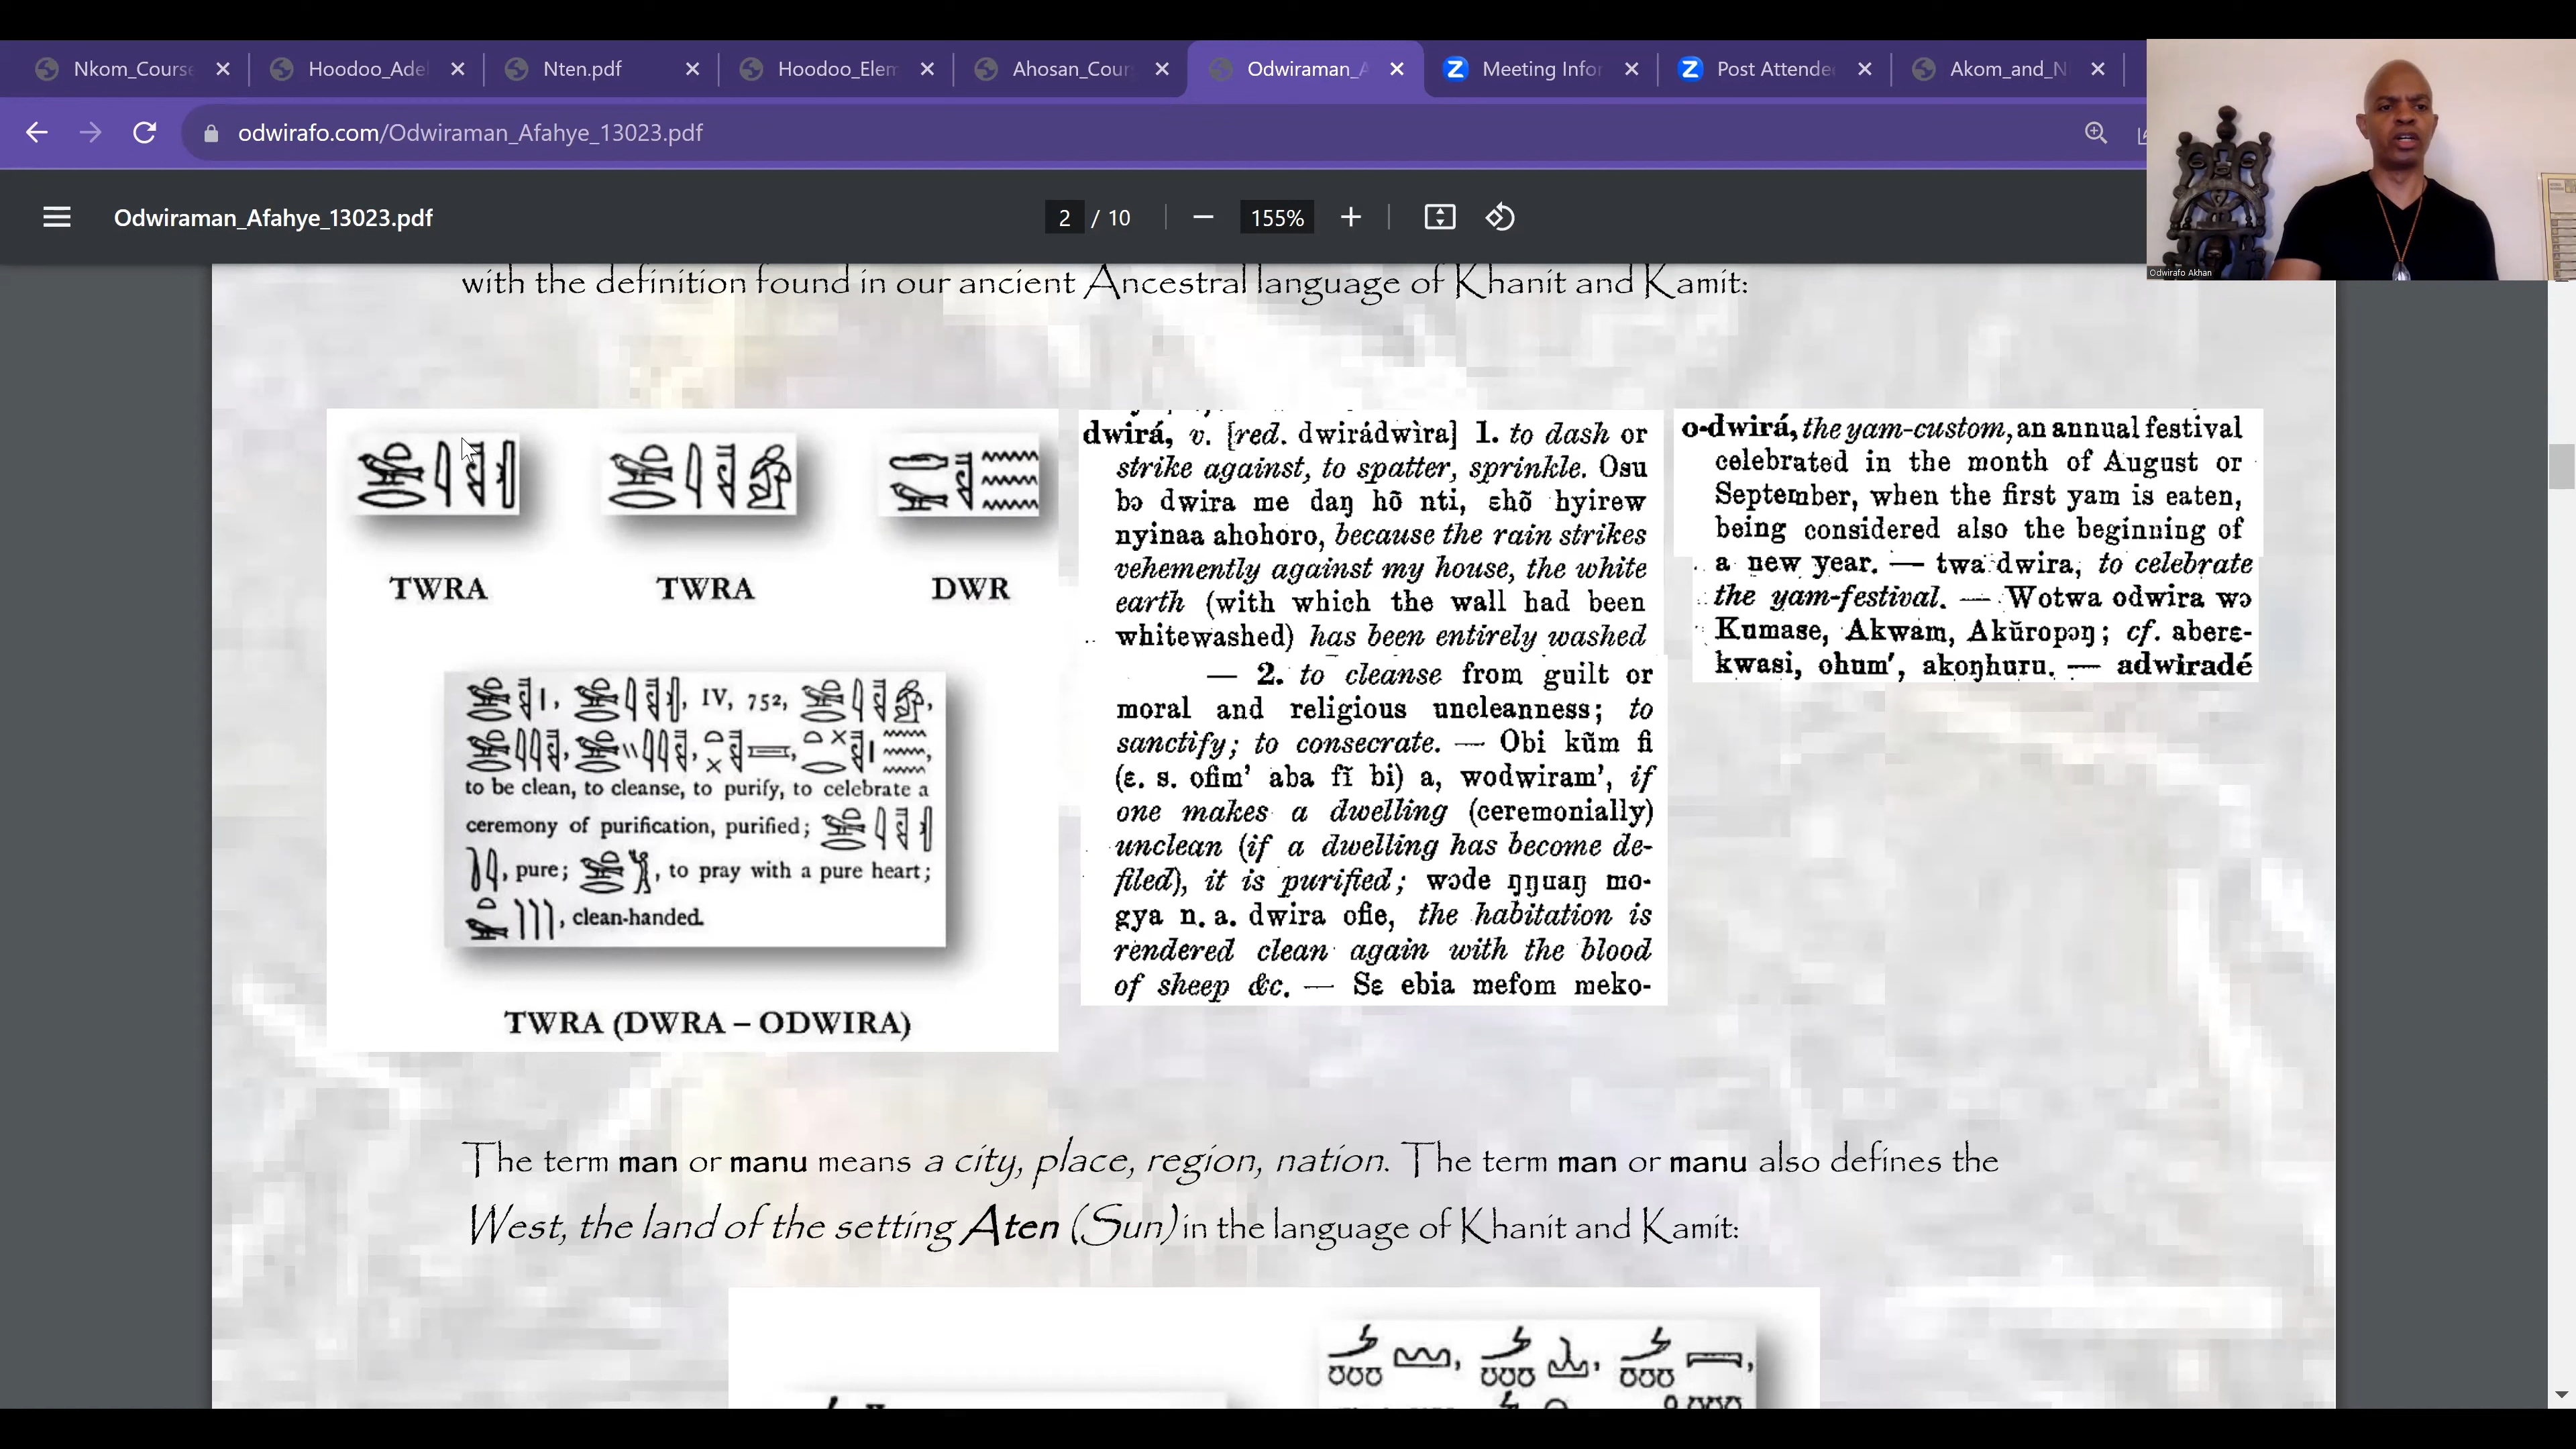 Nkom_Course
Hoodoo_Ade
Nten.pdf
Hoodoo_Elem
Ahosan_Cour
Odwiraman_A
Meeting Infor
Post Attende
Akom_and_N
odwirafo.com/Odwiraman_Afahye_13023.pdf
Odwirafo Akhan
Odwiraman_Afahye_13023.pdf
2 / 10
155%
with the definition found in our ancient Ancestral language of Khanit and Kamit:
TWRA
TWRA
DWR
IV, 752,
to be clean, to cleanse, to purify, to celebrate a
ceremony of purification, purified;
, pure; , to pray with a pure heart;
, clean-handed.
TWRA (DWRA – ODWIRA)
dwirá, v. [red. dwirádwìra] 1. to dash or
strike against, to spatter, sprinkle. Osu
bɔ dwira me daŋ hõ nti, ɛhõ hyirew
nyinaa ahohoro, because the rain strikes
vehemently against my house, the white
earth (with which the wall had been
whitewashed) has been entirely washed
— 2. to cleanse from guilt or
moral and religious uncleanness; to
sanctify; to consecrate. — Obi kũm fi
(ɛ. s. ofim' aba fĩ bi) a, wodwiram', if
one makes a dwelling (ceremonially)
unclean (if a dwelling has become de-
filed), it is purified; wɔde ŋŋuaŋ mo-
gya n. a. dwira ofie, the habitation is
rendered clean again with the blood
of sheep &c. — Sɛ ebia mefom meko-
o-dwirá, the yam-custom, an annual festival
celebrated in the month of August or
September, when the first yam is eaten,
being considered also the beginning of
a new year. — twa dwira, to celebrate
the yam-festival. — Wotwa odwira wɔ
Kumase, Akwam, Akũropɔŋ; cf. aberɛ-
kwasi, ohum', akoŋhuru. — adwiradé
The term man or manu means a city, place, region, nation. The term man or manu also defines the
West, the land of the setting Aten (Sun) in the language of Khanit and Kamit: